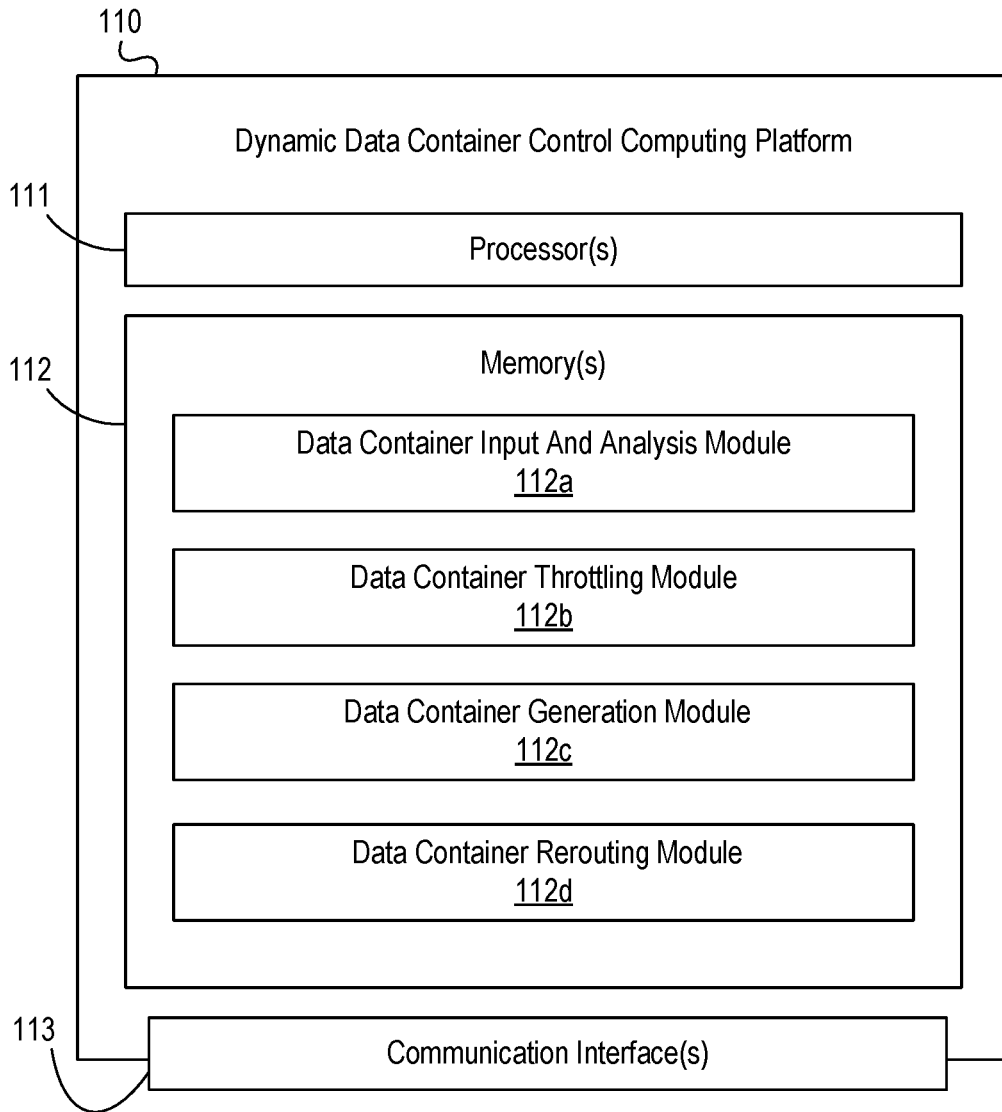 110
Dynamic Data Container Control Computing Platform
111
Processor(s)
112
Memory(s)
Data Container Input And Analysis Module
112a
Data Container Throttling Module
112b
Data Container Generation Module
112c
Data Container Rerouting Module
112d
113
Communication Interface(s)